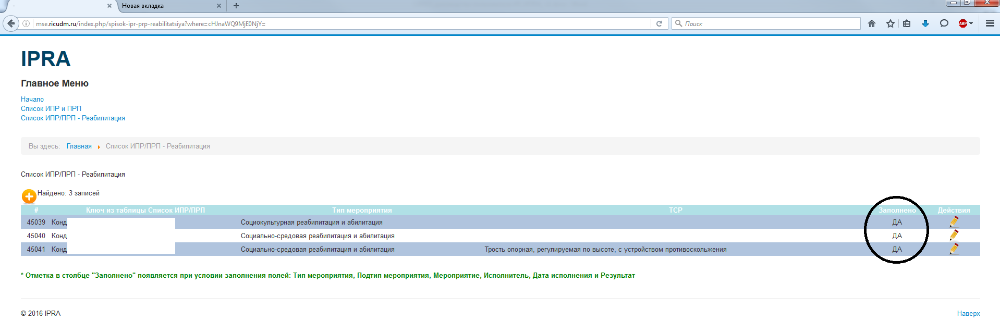 -
Новая вкладка
mse.ricudm.ru/index.php/spisok-ipr-prp-reabilitatsiya?where=cHJnaWQ9MjE0NjY=
Поиск
ABP
IPRA
Главное Меню
Начало
Список ИПР и ПРП
Список ИПР/ПРП - Реабилитация
Вы здесь: Главная Список ИПР/ПРП - Реабилитация
Список ИПР/ПРП - Реабилитация
Найдено: 3 записей
# Ключ из таблицы Список ИПР/ПРП Тип мероприятия ТСР Заполнено Действия
45039 Конд Социокультурная реабилитация и абилитация ДА
45040 Конд Социально-средовая реабилитация и абилитация ДА
45041 Конд Социально-средовая реабилитация и абилитация Трость опорная, регулируемая по высоте, с устройством противоскольжения ДА
* Отметка в столбце "Заполнено" появляется при условии заполнения полей: Тип мероприятия, Подтип мероприятия, Мероприятие, Исполнитель, Дата исполнения и Результат
© 2016 IPRA
Наверх